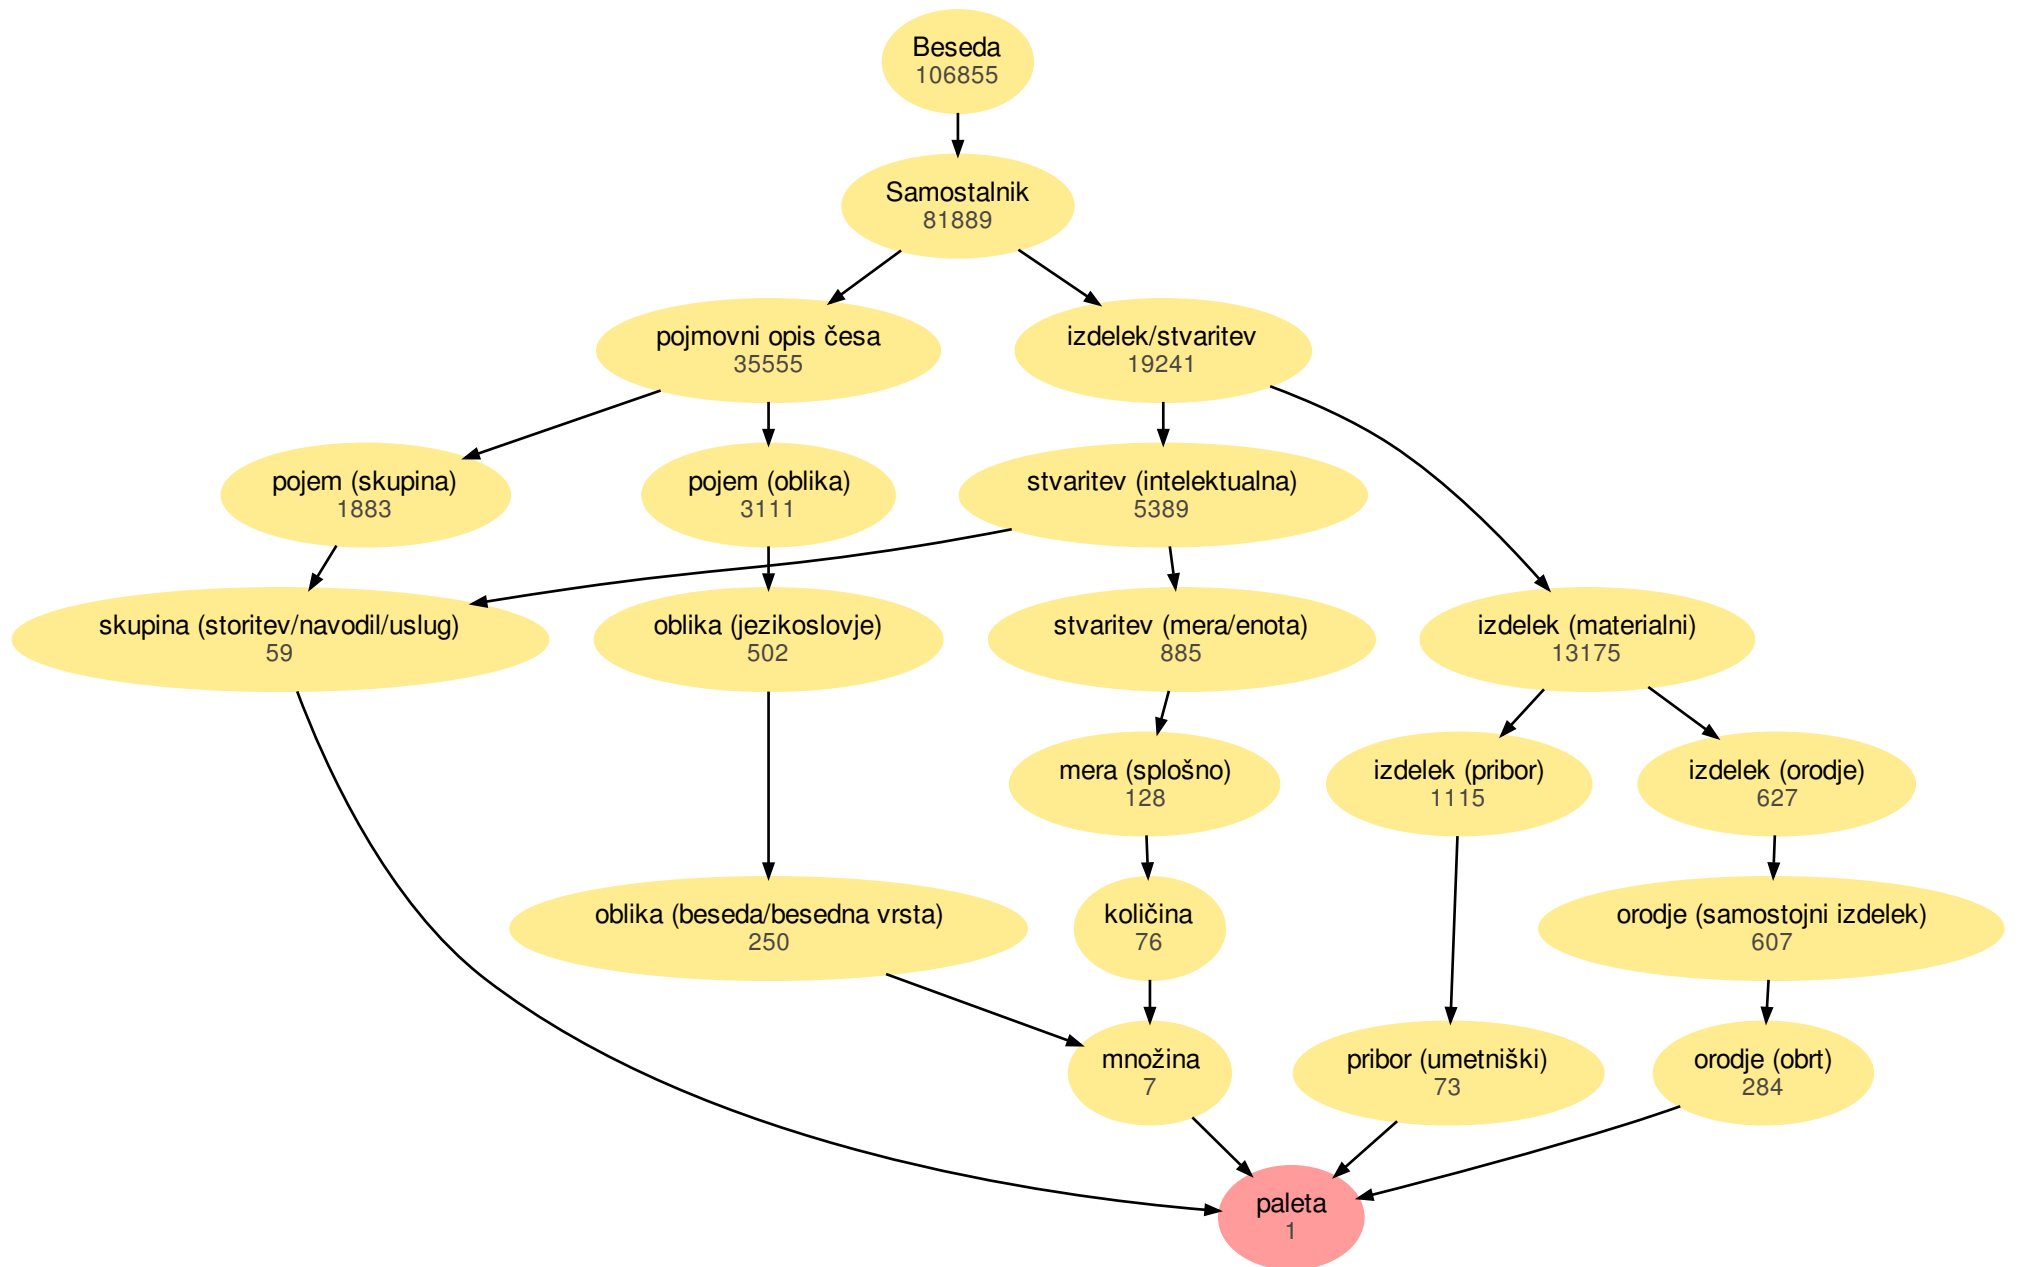 Beseda
106855
Samostalnik
81889
pojmovni opis česa
35555
izdelek/stvaritev
19241
pojem (skupina)
1883
pojem (oblika)
3111
stvaritev (intelektualna)
5389
skupina (storitev/navodil/uslug)
59
oblika (jezikoslovje)
502
stvaritev (mera/enota)
885
izdelek (materialni)
13175
mera (splošno)
128
izdelek (pribor)
1115
izdelek (orodje)
627
oblika (beseda/besedna vrsta)
250
količina
76
orodje (samostojni izdelek)
607
množina
7
pribor (umetniški)
73
orodje (obrt)
284
paleta
1